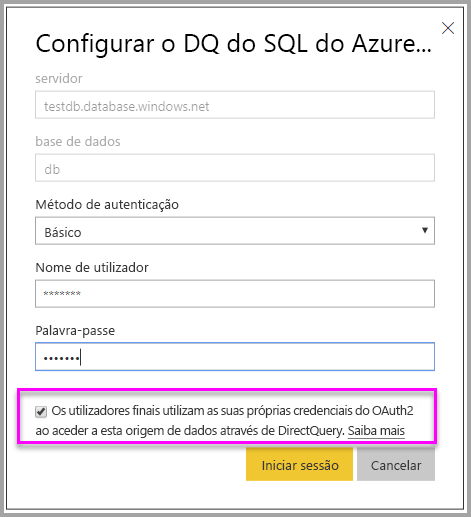 Configurar o DQ do SQL do Azure...
servidor
testdb.database.windows.net
base de dados
db
Método de autenticação
Básico
Nome de utilizador
*******
Palavra-passe
•••••••
Os utilizadores finais utilizam as suas próprias credenciais do OAuth2
ao aceder a esta origem de dados através de DirectQuery. Saiba mais
Iniciar sessão Cancelar